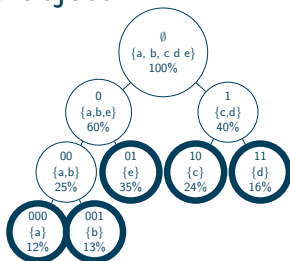 ∅
{a, b, c d e}
100%
0
{a,b,e}
60%
1
{c,d}
40%
00
{a,b}
25%
01
{e}
35%
10
{c}
24%
11
{d}
16%
000
{a}
12%
001
{b}
13%